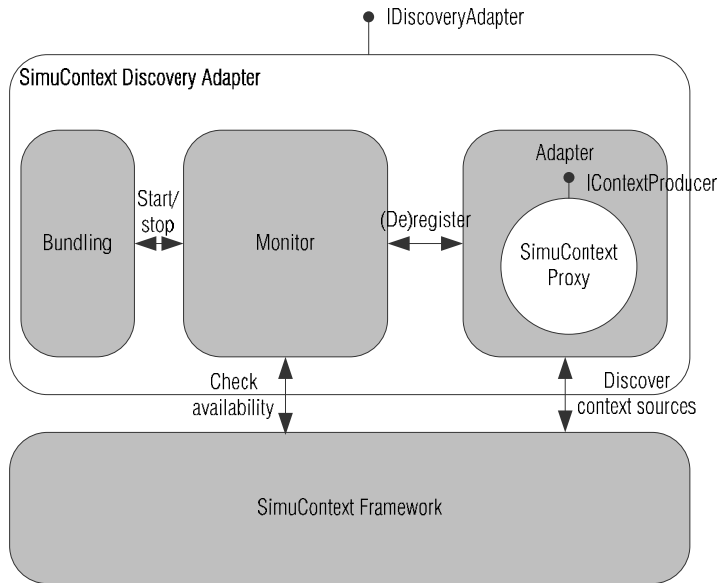 IDiscoveryAdapter
SimuContext Discovery Adapter
Bundling
Start/
stop
Monitor
(De)register
Adapter
IContextProducer
SimuContext
Proxy
Check
availability
Discover
context sources
SimuContext Framework